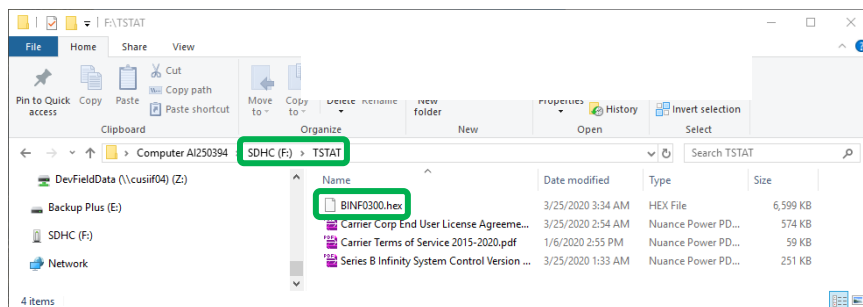 F:\TSTAT
File Home Share View
Pin to Quick access
Copy
Paste
Cut
Copy path
Paste shortcut
Clipboard
Move to
Copy to
Delete Rename
New folder
Organize
New
Properties
History
Open
Invert selection
Select
Computer AI250394 SDHC (F:) > TSTAT
Search TSTAT
DevFieldData (\\cusiif04) (Z:)
Backup Plus (E:)
SDHC (F:)
Network
Name Date modified Type Size
BINF0300.hex 3/25/2020 3:34 AM HEX File 6,599 KB
Carrier Corp End User License Agreeme... 3/25/2020 2:54 AM Nuance Power PD... 574 KB
Carrier Terms of Service 2015-2020.pdf 1/6/2020 2:55 PM Nuance Power PD... 59 KB
Series B Infinity System Control Version ... 3/25/2020 1:33 AM Nuance Power PD... 251 KB
4 items